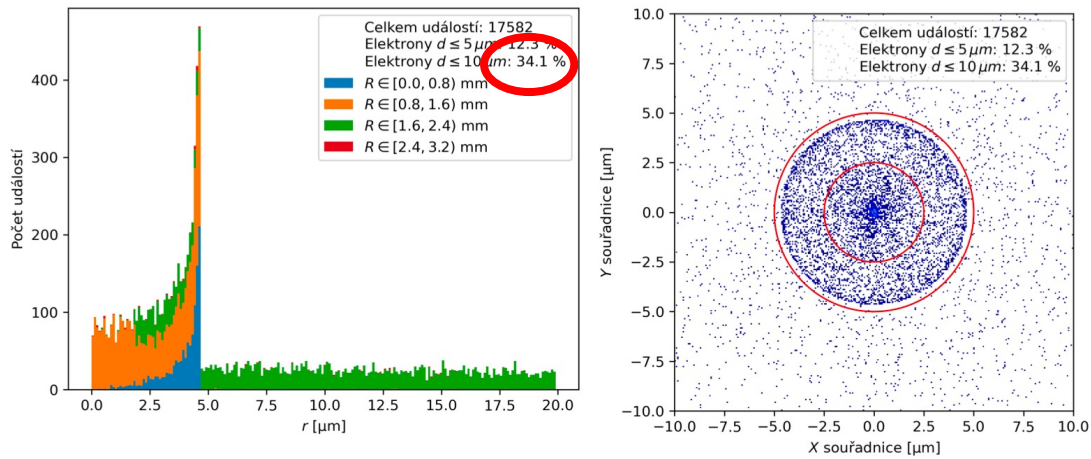 Celkem událostí: 17582
Elektrony d ≤ 5 μm: 12.3 %
Elektrony d ≤ 10 μm: 34.1 %
R ∈ [0.0, 0.8) mm
R ∈ [0.8, 1.6) mm
R ∈ [1.6, 2.4) mm
R ∈ [2.4, 3.2) mm
Počet událostí
400
300
200
100
0
0.0 2.5 5.0 7.5 10.0 12.5 15.0 17.5 20.0
r [μm]
Celkem událostí: 17582
Elektrony d ≤ 5 μm: 12.3 %
Elektrony d ≤ 10 μm: 34.1 %
Y souřadnice [μm]
10.0
7.5
5.0
2.5
0.0
−2.5
−5.0
−7.5
−10.0
−10.0 −7.5 −5.0 −2.5 0.0 2.5 5.0 7.5 10.0
X souřadnice [μm]